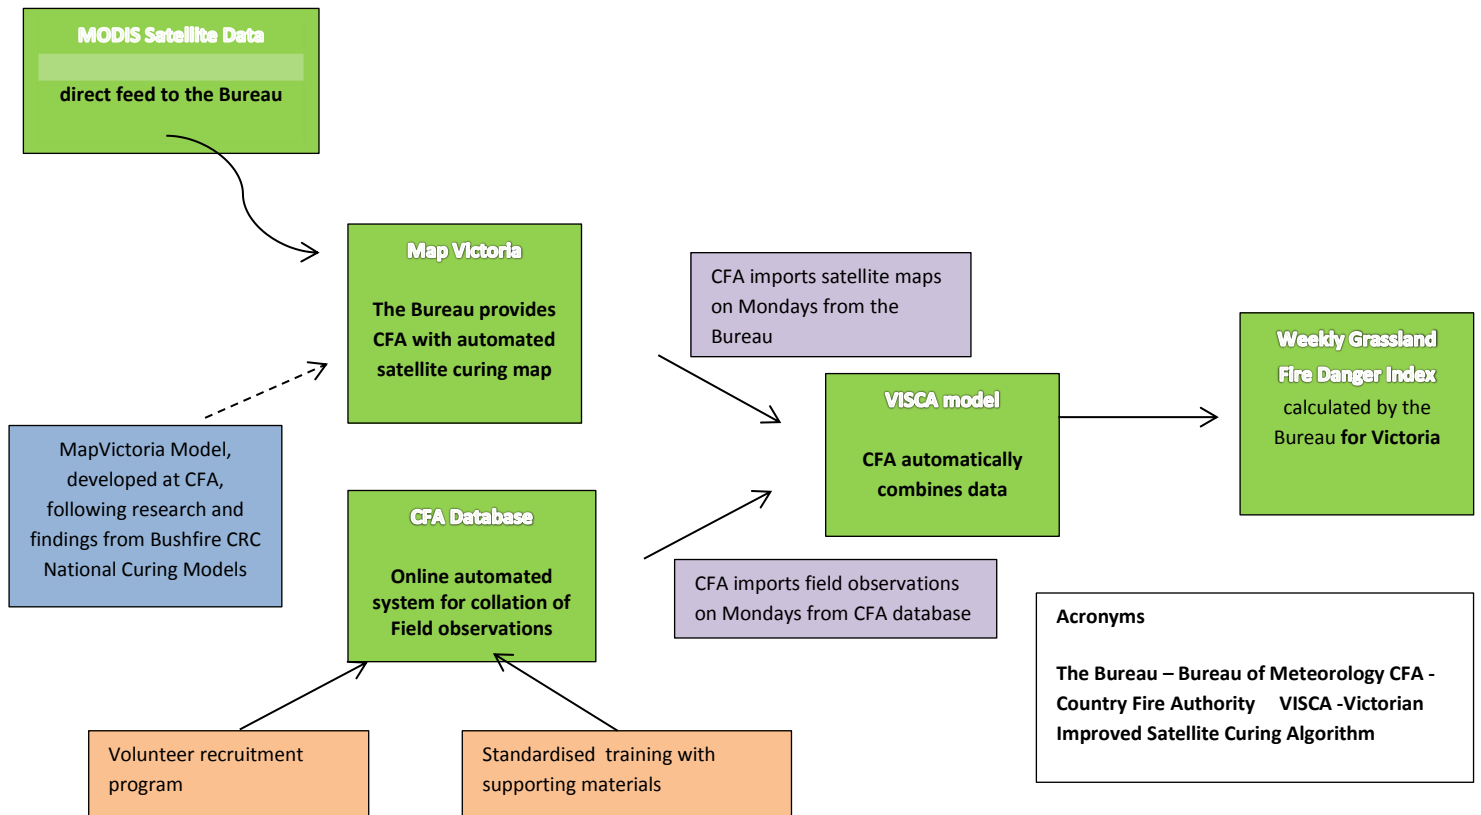 MODIS Satellite Data
direct feed to the Bureau
Map Victoria
The Bureau provides
CFA with automated
satellite curing map
CFA imports satellite maps
on Mondays from the
Bureau
Weekly Grassland
Fire Danger Index
calculated by the
Bureau for Victoria
VISCA model
CFA automatically
combines data
MapVictoria Model,
developed at CFA,
following research and
findings from Bushfire CRC
National Curing Models
CFA Database
Online automated
system for collation of
Field observations
CFA imports field observations
on Mondays from CFA database
Acronyms
The Bureau – Bureau of Meteorology CFA -
Country Fire Authority VISCA -Victorian
Improved Satellite Curing Algorithm
Volunteer recruitment
program
Standardised training with
supporting materials